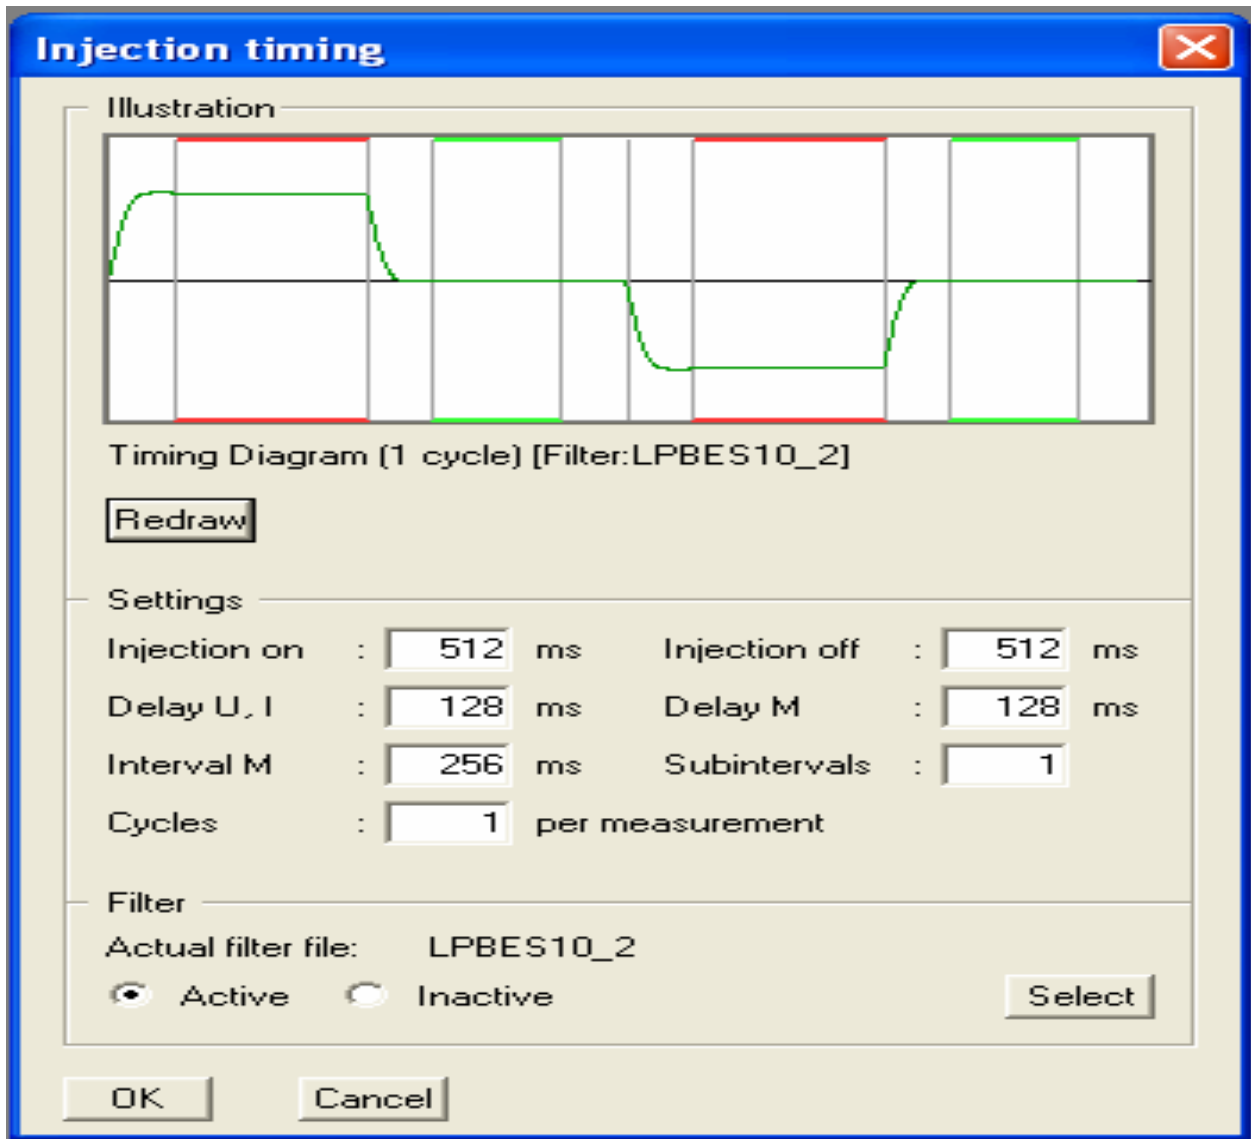 Injection timing
Illustration
Timing Diagram (1 cycle) [Filter:LPBES10_2]
Redraw
Settings
Injection on : 512 ms Injection off : 512 ms
Delay U, I : 128 ms Delay M : 128 ms
Interval M : 256 ms Subintervals : 1
Cycles : 1 per measurement
Filter
Actual filter file: LPBES10_2
Active Inactive Select
OK Cancel